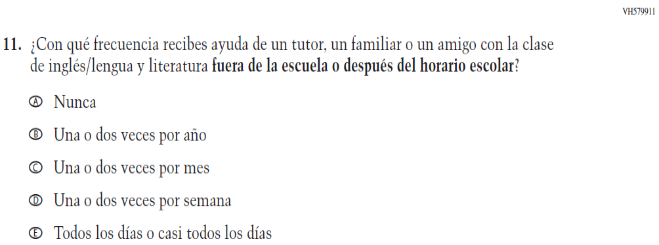 VH579911
11. ¿Con qué frecuencia recibes ayuda de un tutor, un familiar o un amigo con la clase
de inglés/lengua y literatura fuera de la escuela o después del horario escolar?
Ⓐ Nunca
Ⓑ Una o dos veces por año
Ⓒ Una o dos veces por mes
Ⓓ Una o dos veces por semana
Ⓔ Todos los días o casi todos los días